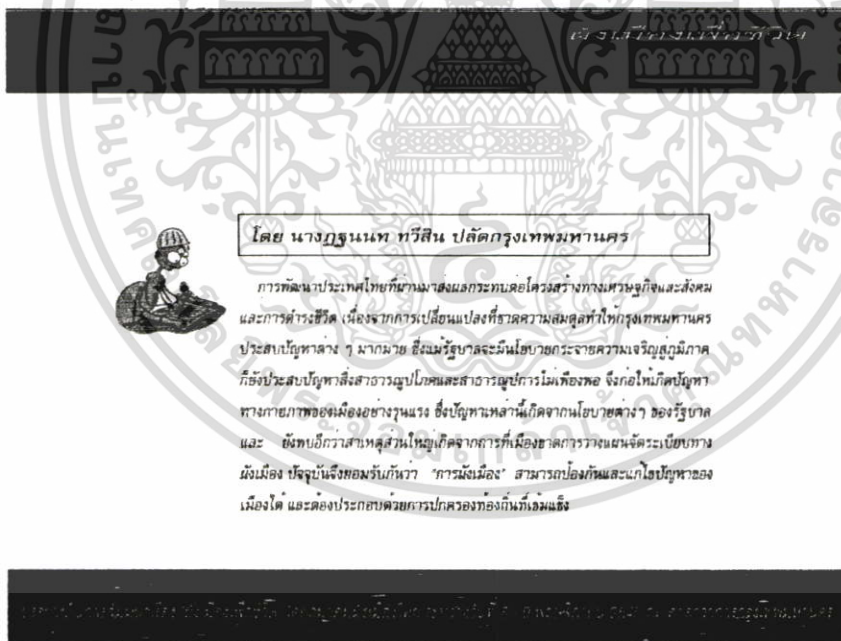 ผังเมืองเพื่อชีวิต
โดย นางณฐนนท ทวีสิน ปลัดกรุงเทพมหานคร
การพัฒนาประเทศไทยที่ผ่านมาส่งผลกระทบต่อโครงสร้างทางเศรษฐกิจและสังคม
และการดำรงชีวิต เนื่องจากการเปลี่ยนแปลงที่ขาดความสมดุลทำให้กรุงเทพมหานคร
ประสบปัญหาต่าง ๆ มากมาย ซึ่งแม้รัฐบาลจะมีนโยบายกระจายความเจริญสู่ภูมิภาค
ก็ยังประสบปัญหาสิ่งสาธารณูปโภคและสาธารณูปการไม่เพียงพอ จึงก่อให้เกิดปัญหา
ทางกายภาพของเมืองอย่างรุนแรง ซึ่งปัญหาเหล่านี้เกิดจากนโยบายต่างๆ ของรัฐบาล
และ ยังพบอีกว่าสาเหตุส่วนใหญ่เกิดจากการที่เมืองขาดการวางแผนจัดระเบียบทาง
ผังเมือง ปัจจุบันจึงยอมรับกันว่า "การผังเมือง" สามารถป้องกันและแก้ไขปัญหาของ
เมืองได้ และต้องประกอบด้วยการปกครองท้องถิ่นที่เข้มแข็ง